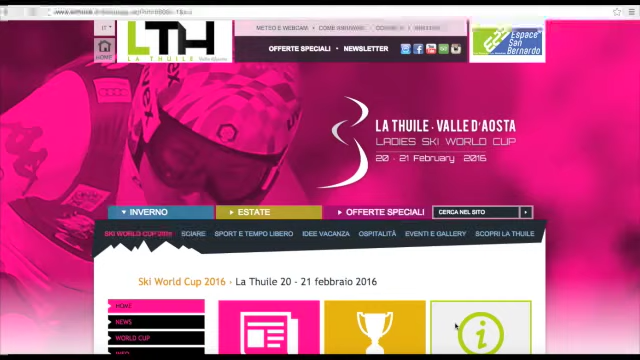 IT
METEO E WEBCAM • COME
LTH
LA THUILE
HOME
OFFERTE SPECIALI • NEWSLETTER
Espace
San
Bernardo
LA THUILE - VALLE D'AOSTA
LADIES SKI WORLD CUP
20 - 21 February 2016
INVERNO
ESTATE
OFFERTE SPECIALI
CERCA NEL SITO
SKI WORLD CUP 2016
SCIARE
SPORT E TEMPO LIBERO
IDEE VACANZA
OSPITALITÀ
EVENTI E GALLERY
SCOPRI LA THUILE
Ski World Cup 2016 - La Thuile 20 - 21 febbraio 2016
HOME
NEWS
WORLD CUP
INFO